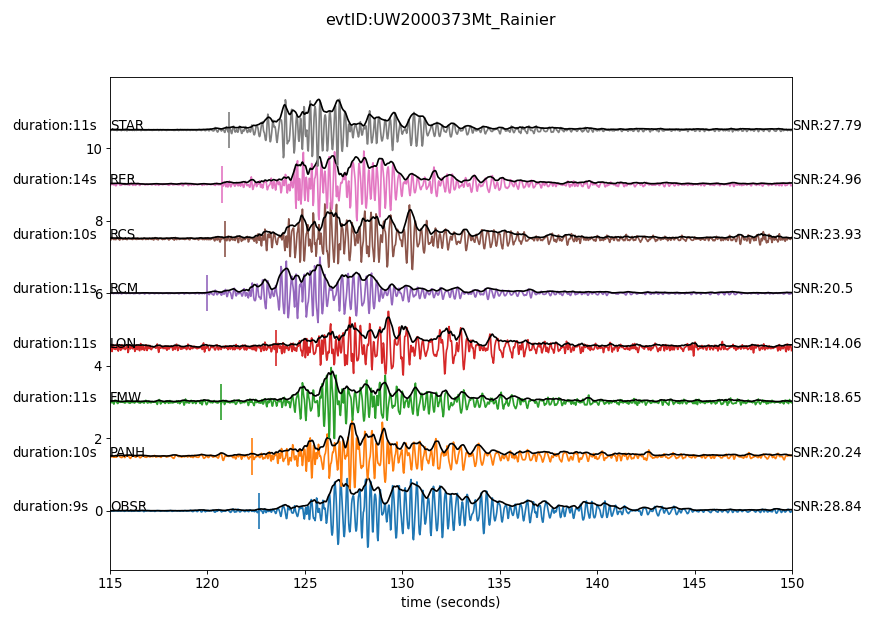 evtID:UW2000373Mt_Rainier
duration:11s STAR SNR:27.79
10
duration:14s RER SNR:24.96
8
duration:10s RCS SNR:23.93
duration:11s 6 RCM SNR:20.5
duration:11s LON SNR:14.06
4
duration:11s FMW SNR:18.65
2
duration:10s PANH SNR:20.24
duration:9s 0 OBSR SNR:28.84
115 120 125 130 135 140 145 150
time (seconds)